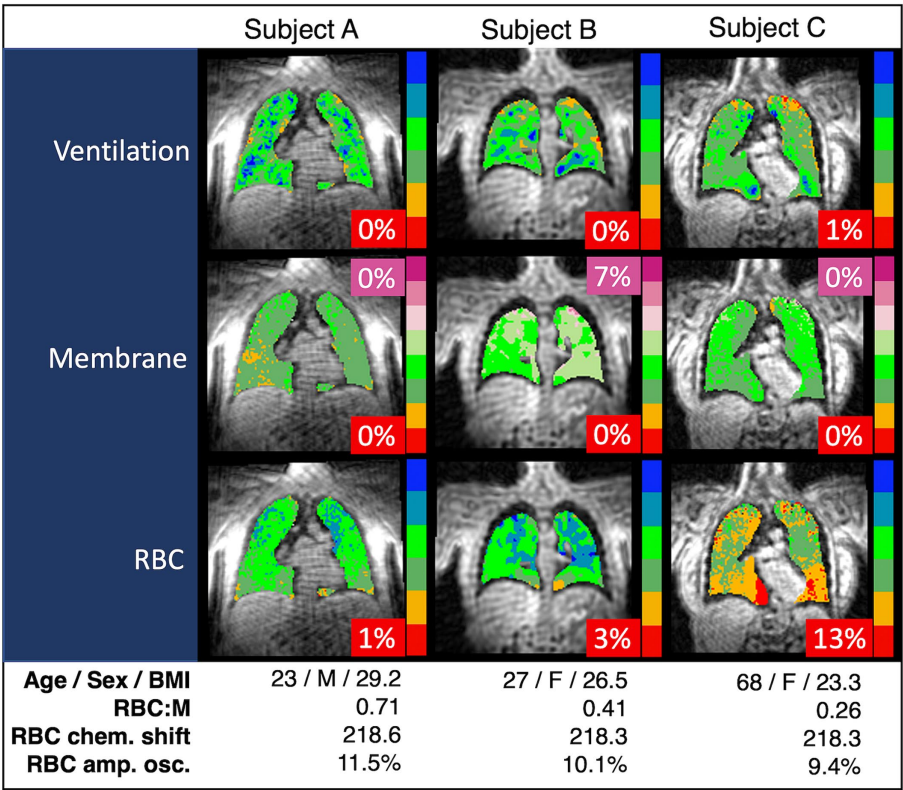 Subject A Subject B Subject C
Ventilation
0% 0% 1%
0% 7% 0%
Membrane
0% 0% 0%
RBC
1% 3% 13%
Age / Sex / BMI 23 / M / 29.2 27 / F / 26.5 68 / F / 23.3
RBC:M 0.71 0.41 0.26
RBC chem. shift 218.6 218.3 218.3
RBC amp. osc. 11.5% 10.1% 9.4%